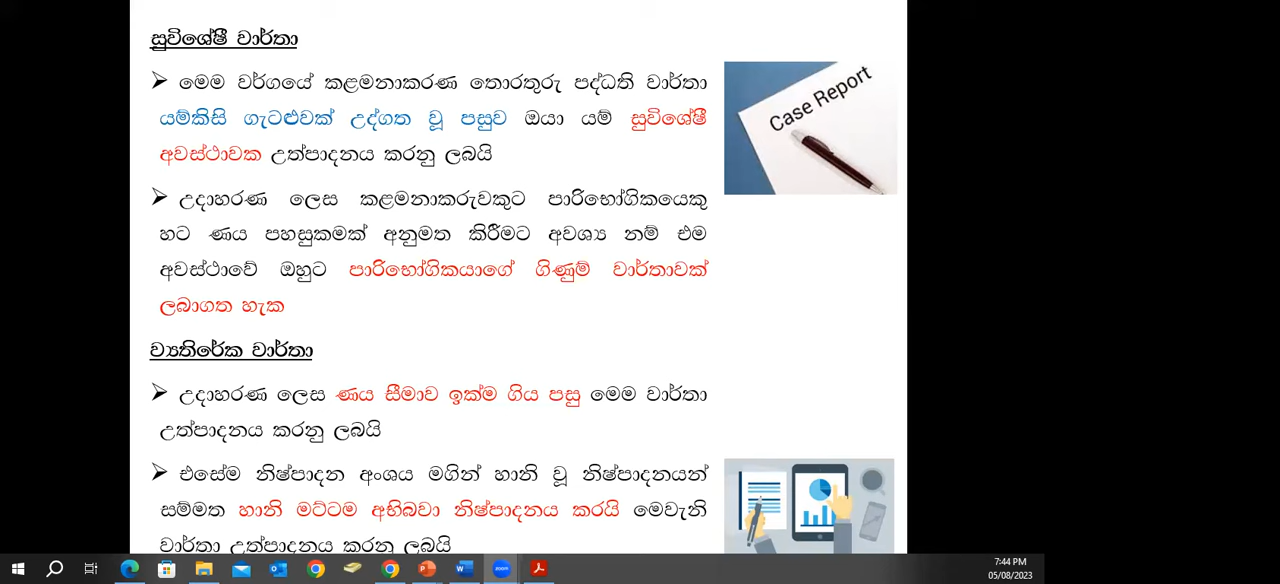 සුවිශේෂී වාර්තා
➤ මෙම වර්ගයේ කළමනාකරණ තොරතුරු පද්ධති වාර්තා
යම්කිසි ගැටළුවක් උද්ගත වූ පසුව ඔයා යම් සුවිශේෂී
අවස්ථාවක උත්පාදනය කරනු ලබයි
Case Report
➤ උදාහරණ ලෙස කළමනාකරුවකුට පාරිභෝගිකයෙකු
හට ණය පහසුකමක් අනුමත කිරීමට අවශ්‍ය නම් එම
අවස්ථාවේ ඔහුට පාරිභෝගිකයාගේ ගිණුම් වාර්තාවක්
ලබාගත හැක
ව්‍යතිරේක වාර්තා
➤ උදාහරණ ලෙස ණය සීමාව ඉක්ම ගිය පසු මෙම වාර්තා
උත්පාදනය කරනු ලබයි
➤ එසේම නිෂ්පාදන අංශය මගින් හානි වූ නිෂ්පාදනයන්
සම්මත හානි මට්ටම අභිබවා නිෂ්පාදනය කරයි මෙවැනි
වාර්තා උත්පාදනය කරනු ලබයි
7:44 PM
05/08/2023